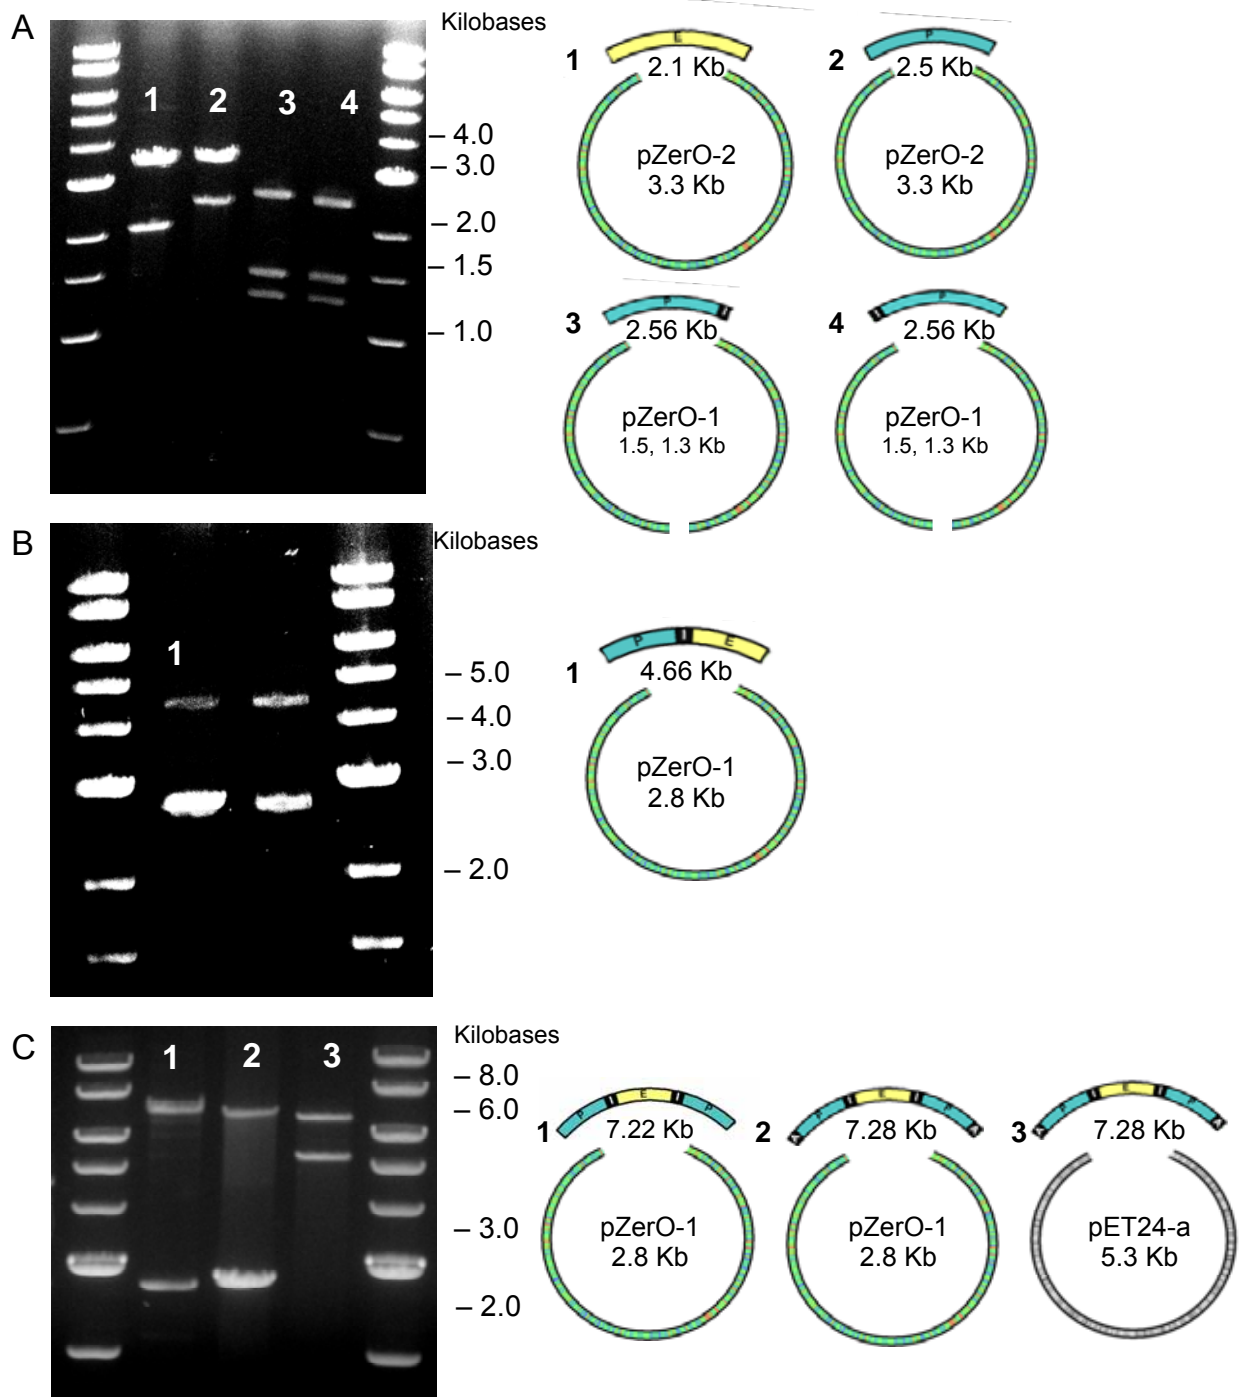 A
Kilobases
1
2
3
4
– 4.0
– 3.0
– 2.0
– 1.5
– 1.0
1
E
2.1 Kb
pZerO-2
3.3 Kb
2
P
2.5 Kb
pZerO-2
3.3 Kb
3
P
2.56 Kb
pZerO-1
1.5, 1.3 Kb
4
P
2.56 Kb
pZerO-1
1.5, 1.3 Kb
B
Kilobases
1
– 5.0
– 4.0
– 3.0
– 2.0
1
P E
4.66 Kb
pZerO-1
2.8 Kb
C
Kilobases
1
2
3
– 8.0
– 6.0
– 3.0
– 2.0
1
P E P
7.22 Kb
pZerO-1
2.8 Kb
2
P E P
7.28 Kb
pZerO-1
2.8 Kb
3
P E P
7.28 Kb
pET24-a
5.3 Kb